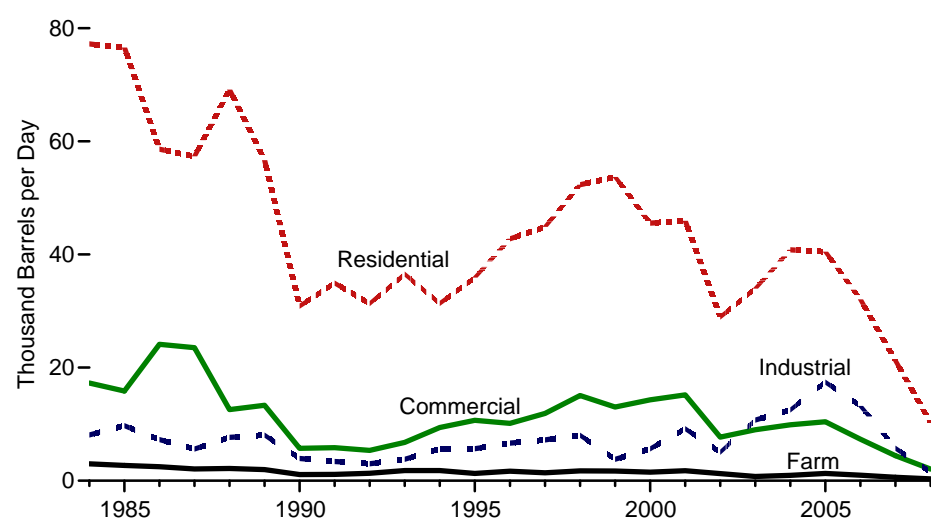 80
60
40
20
0
Thousand Barrels per Day
Residential
Industrial
Commercial
Farm
1985
1990
1995
2000
2005